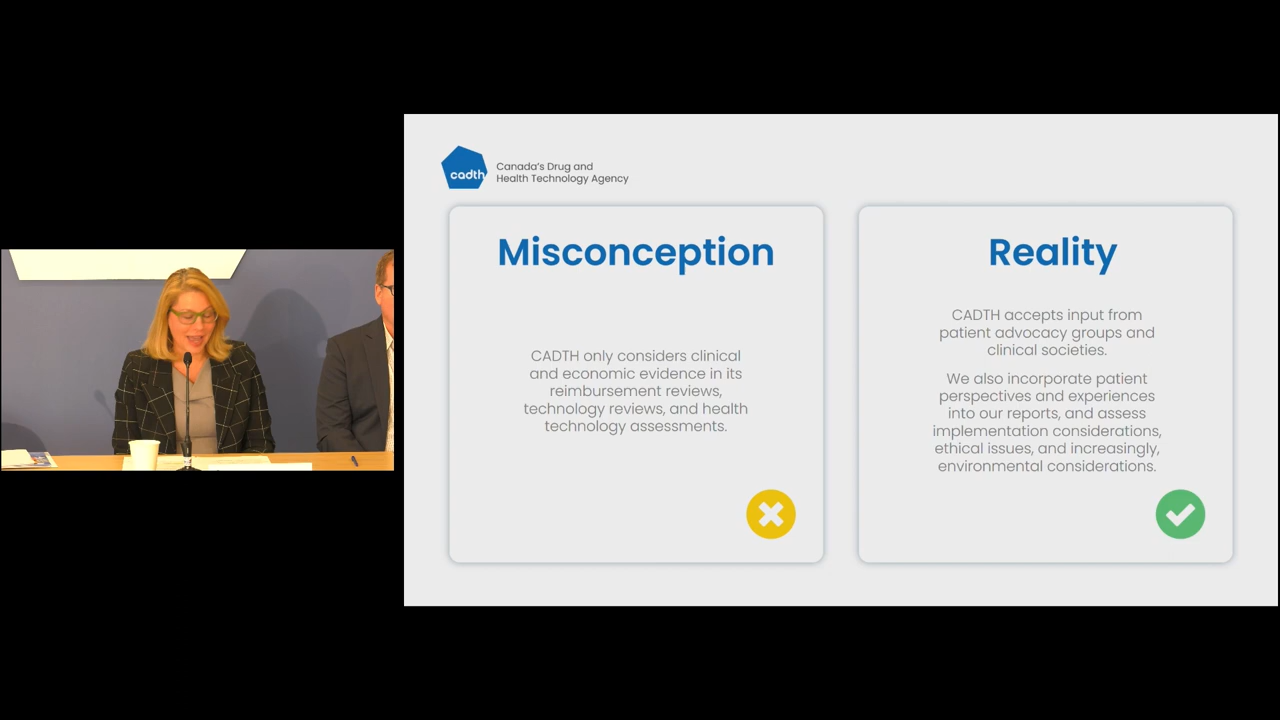 cadth
Canada's Drug and
Health Technology Agency
Misconception
CADTH only considers clinical
and economic evidence in its
reimbursement reviews,
technology reviews, and health
technology assessments.
Reality
CADTH accepts input from
patient advocacy groups and
clinical societies.
We also incorporate patient
perspectives and experiences
into our reports, and assess
implementation considerations,
ethical issues, and increasingly,
environmental considerations.